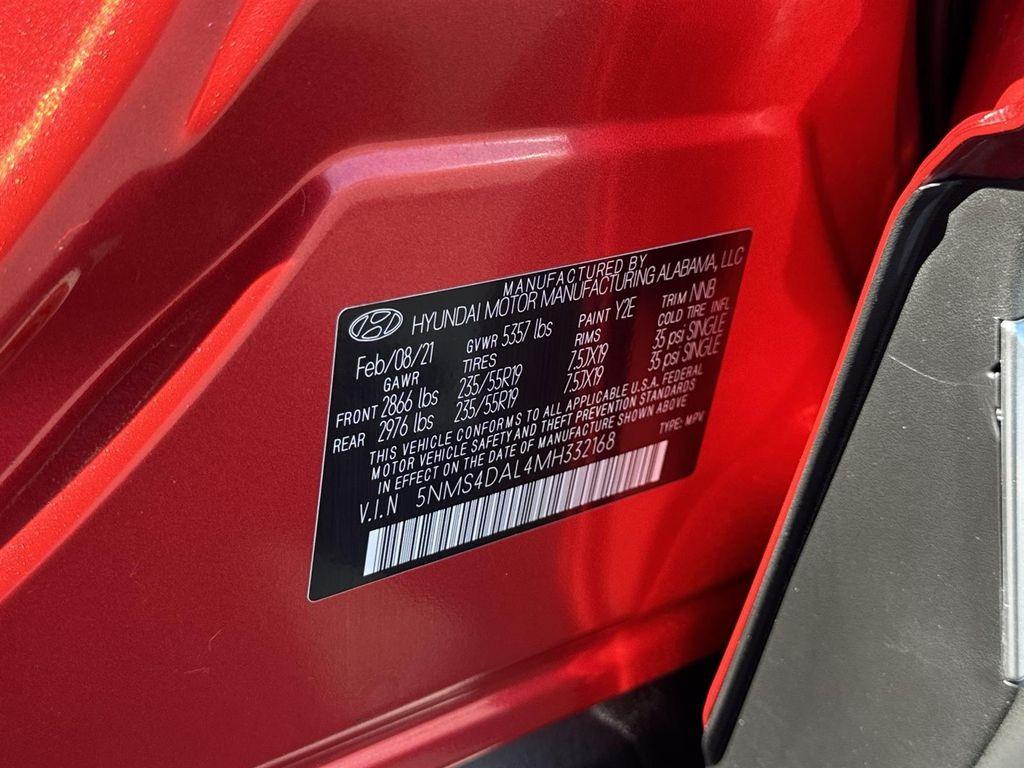 MANUFACTURED BY
HYUNDAI MOTOR MANUFACTURING ALABAMA, LLC
Feb/08/21 GVWR 5357 lbs PAINT Y2E TRIM NNB
GAWR TIRES RIMS COLD TIRE INFL
FRONT 2866 lbs 235/55R19 7.57X19 35 psi SINGLE
REAR 2976 lbs 235/55R19 7.57X19 35 psi SINGLE
THIS VEHICLE CONFORMS TO ALL APPLICABLE U.S.A. FEDERAL
MOTOR VEHICLE SAFETY AND THEFT PREVENTION STANDARDS
IN EFFECT ON THE DATE OF MANUFACTURE SHOWN ABOVE
V.I.N 5NMS4DAL4MH332168 TYPE: MPV